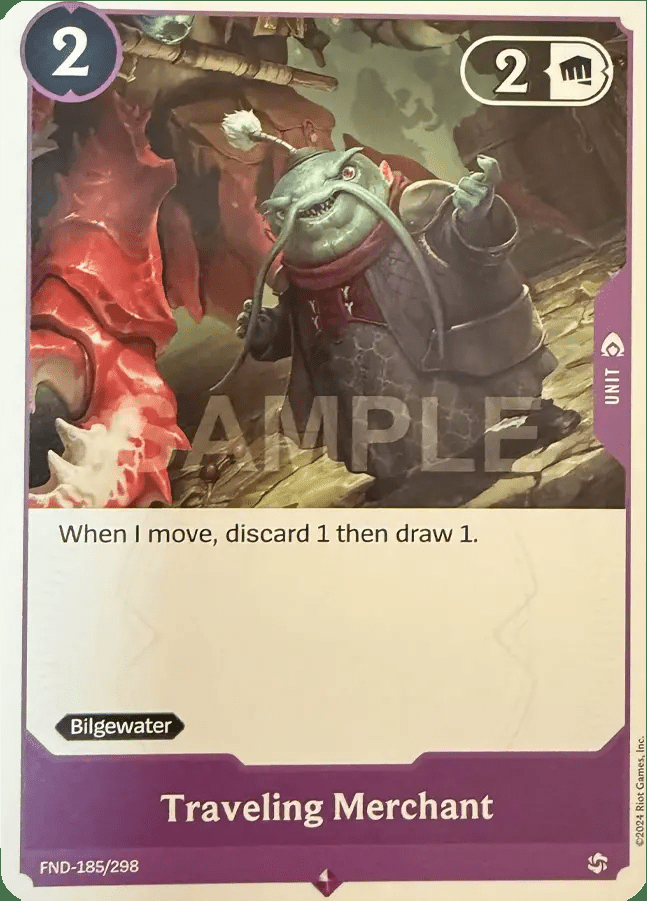 2
2
UNIT
SAMPLE
When I move, discard 1 then draw 1.
Bilgewater
Traveling Merchant
FND-185/298
©2024 Riot Games, Inc.